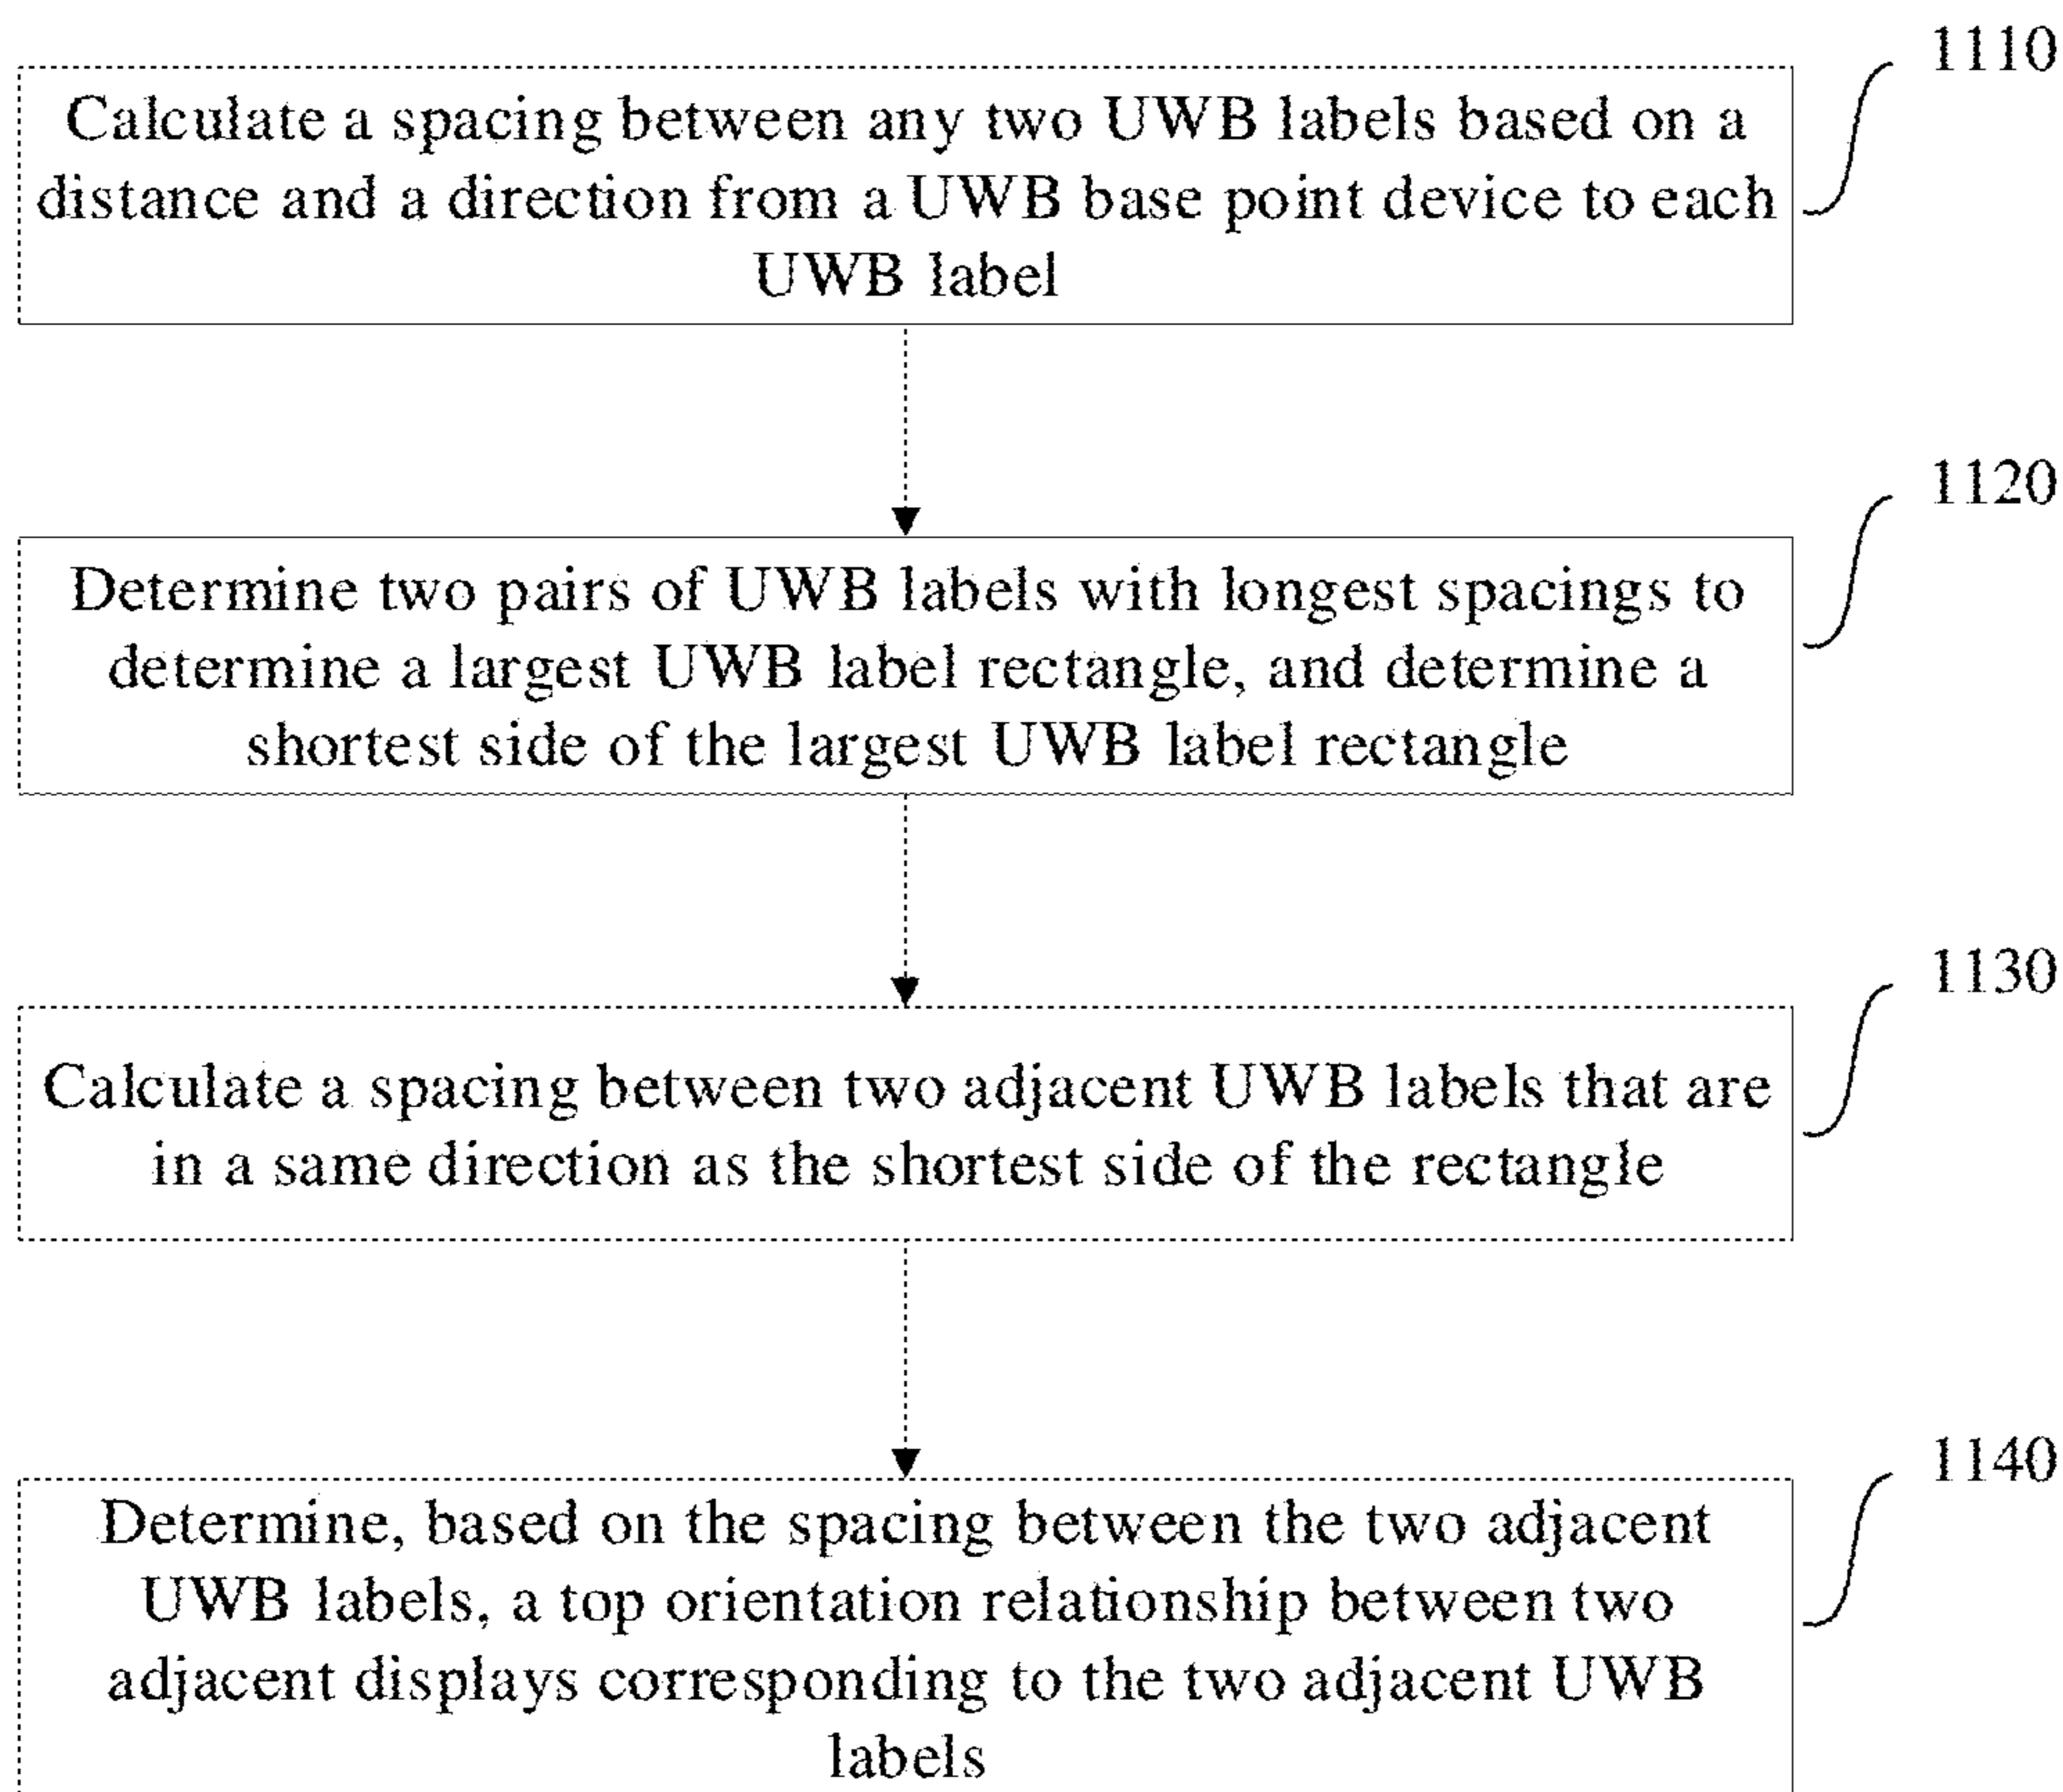 1110
Calculate a spacing between any two UWB labels based on a
distance and a direction from a UWB base point device to each
UWB label
1120
Determine two pairs of UWB labels with longest spacings to
determine a largest UWB label rectangle, and determine a
shortest side of the largest UWB label rectangle
1130
Calculate a spacing between two adjacent UWB labels that are
in a same direction as the shortest side of the rectangle
1140
Determine, based on the spacing between the two adjacent
UWB labels, a top orientation relationship between two
adjacent displays corresponding to the two adjacent UWB
labels